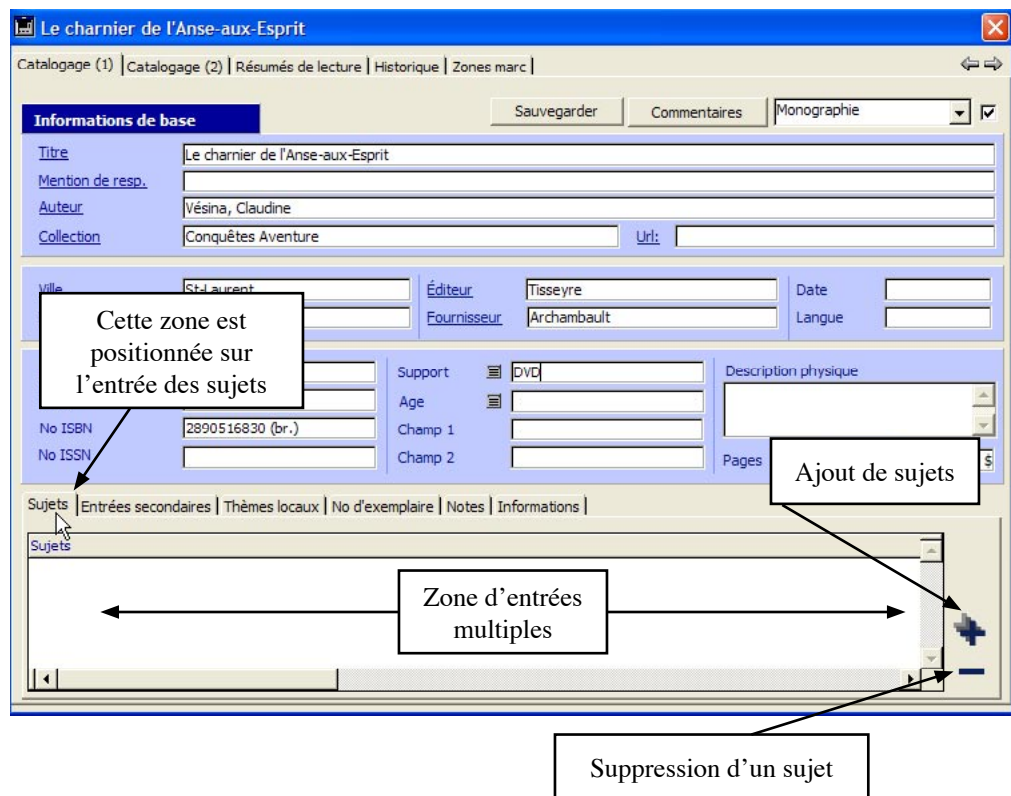 Le charnier de l'Anse-aux-Esprit
Catalogage (1) Catalogage (2) Résumés de lecture Historique Zones marc
Informations de base Sauvegarder Commentaires Monographie
Titre Le charnier de l'Anse-aux-Esprit
Mention de resp.
Auteur Vésina, Claudine
Collection Conquêtes Aventure Url:
Ville St-Laurent Éditeur Tisseyre Date
Fournisseur Archambault Langue
Cette zone est
positionnée sur
l'entrée des sujets
Support DVD Description physique
Age
No ISBN 2890516830 (br.) Champ 1
No ISSN Champ 2 Pages $
Ajout de sujets
Sujets Entrées secondaires Thèmes locaux No d'exemplaire Notes Informations
Sujets
Zone d'entrées
multiples
Suppression d'un sujet